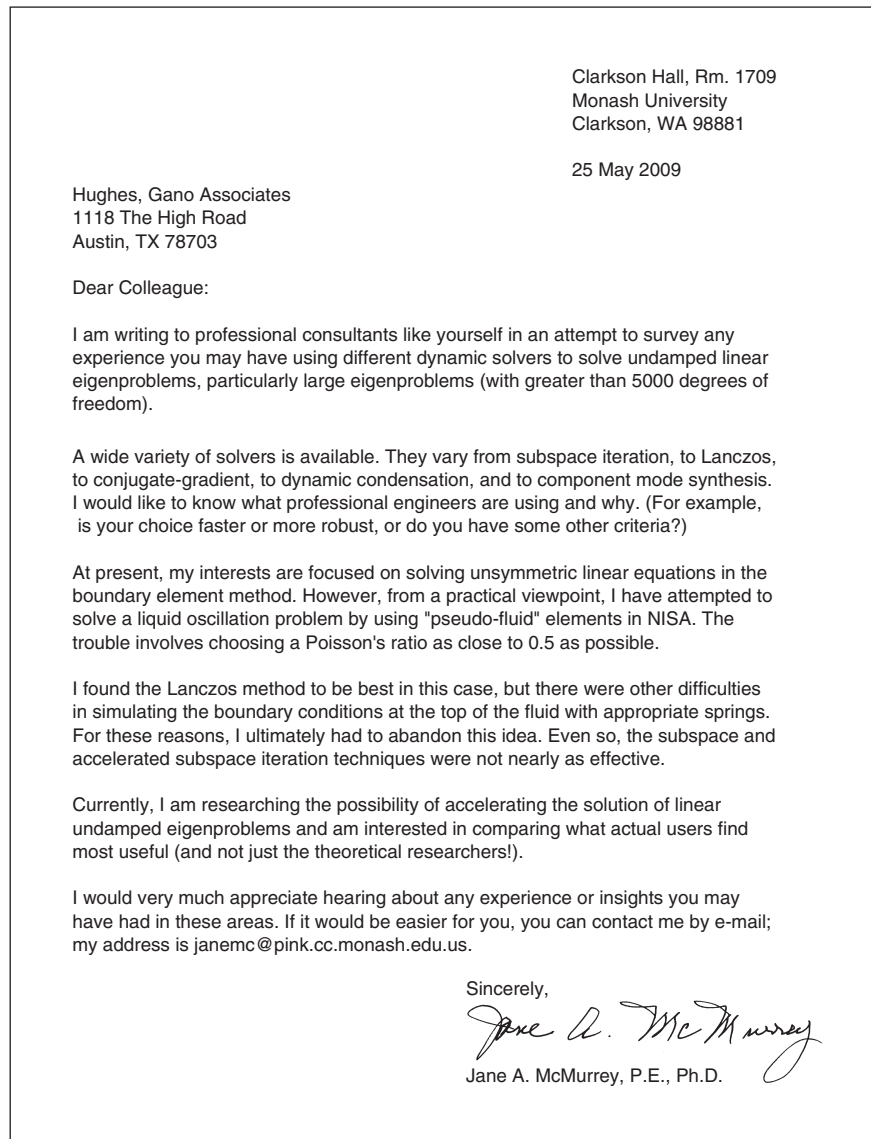 Clarkson Hall, Rm. 1709
Monash University
Clarkson, WA 98881
25 May 2009
Hughes, Gano Associates
1118 The High Road
Austin, TX 78703
Dear Colleague:
I am writing to professional consultants like yourself in an attempt to survey any
experience you may have using different dynamic solvers to solve undamped linear
eigenproblems, particularly large eigenproblems (with greater than 5000 degrees of
freedom).
A wide variety of solvers is available. They vary from subspace iteration, to Lanczos,
to conjugate-gradient, to dynamic condensation, and to component mode synthesis.
I would like to know what professional engineers are using and why. (For example,
is your choice faster or more robust, or do you have some other criteria?)
At present, my interests are focused on solving unsymmetric linear equations in the
boundary element method. However, from a practical viewpoint, I have attempted to
solve a liquid oscillation problem by using "pseudo-fluid" elements in NISA. The
trouble involves choosing a Poisson's ratio as close to 0.5 as possible.
I found the Lanczos method to be best in this case, but there were other difficulties
in simulating the boundary conditions at the top of the fluid with appropriate springs.
For these reasons, I ultimately had to abandon this idea. Even so, the subspace and
accelerated subspace iteration techniques were not nearly as effective.
Currently, I am researching the possibility of accelerating the solution of linear
undamped eigenproblems and am interested in comparing what actual users find
most useful (and not just the theoretical researchers!).
I would very much appreciate hearing about any experience or insights you may
have had in these areas. If it would be easier for you, you can contact me by e-mail;
my address is janemc@pink.cc.monash.edu.us.
Sincerely,
Jane A. McMurrey
Jane A. McMurrey, P.E., Ph.D.